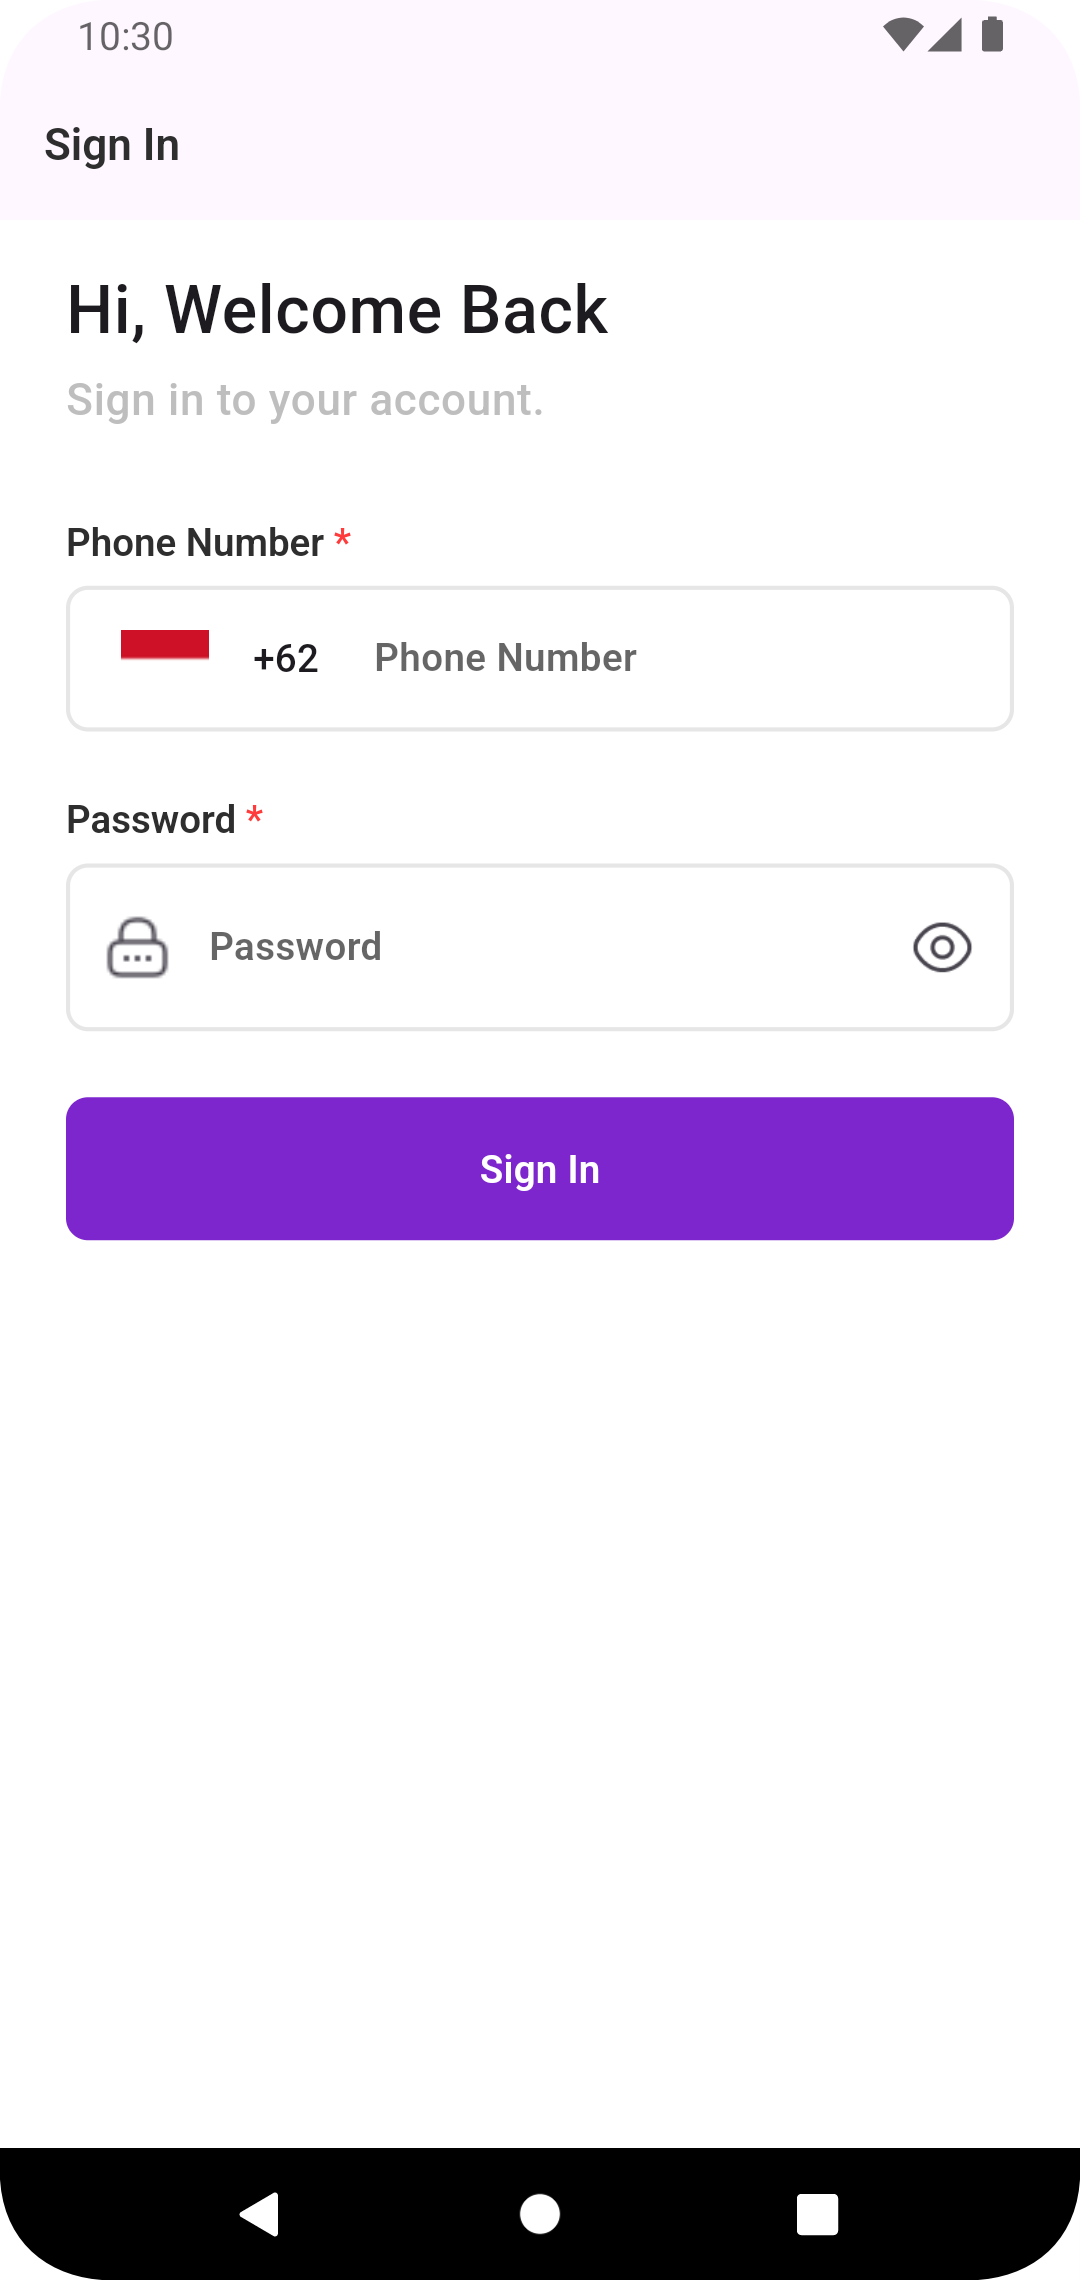 10:30
Sign In
Hi, Welcome Back
Sign in to your account.
Phone Number *
+62 Phone Number
Password *
Password
Sign In